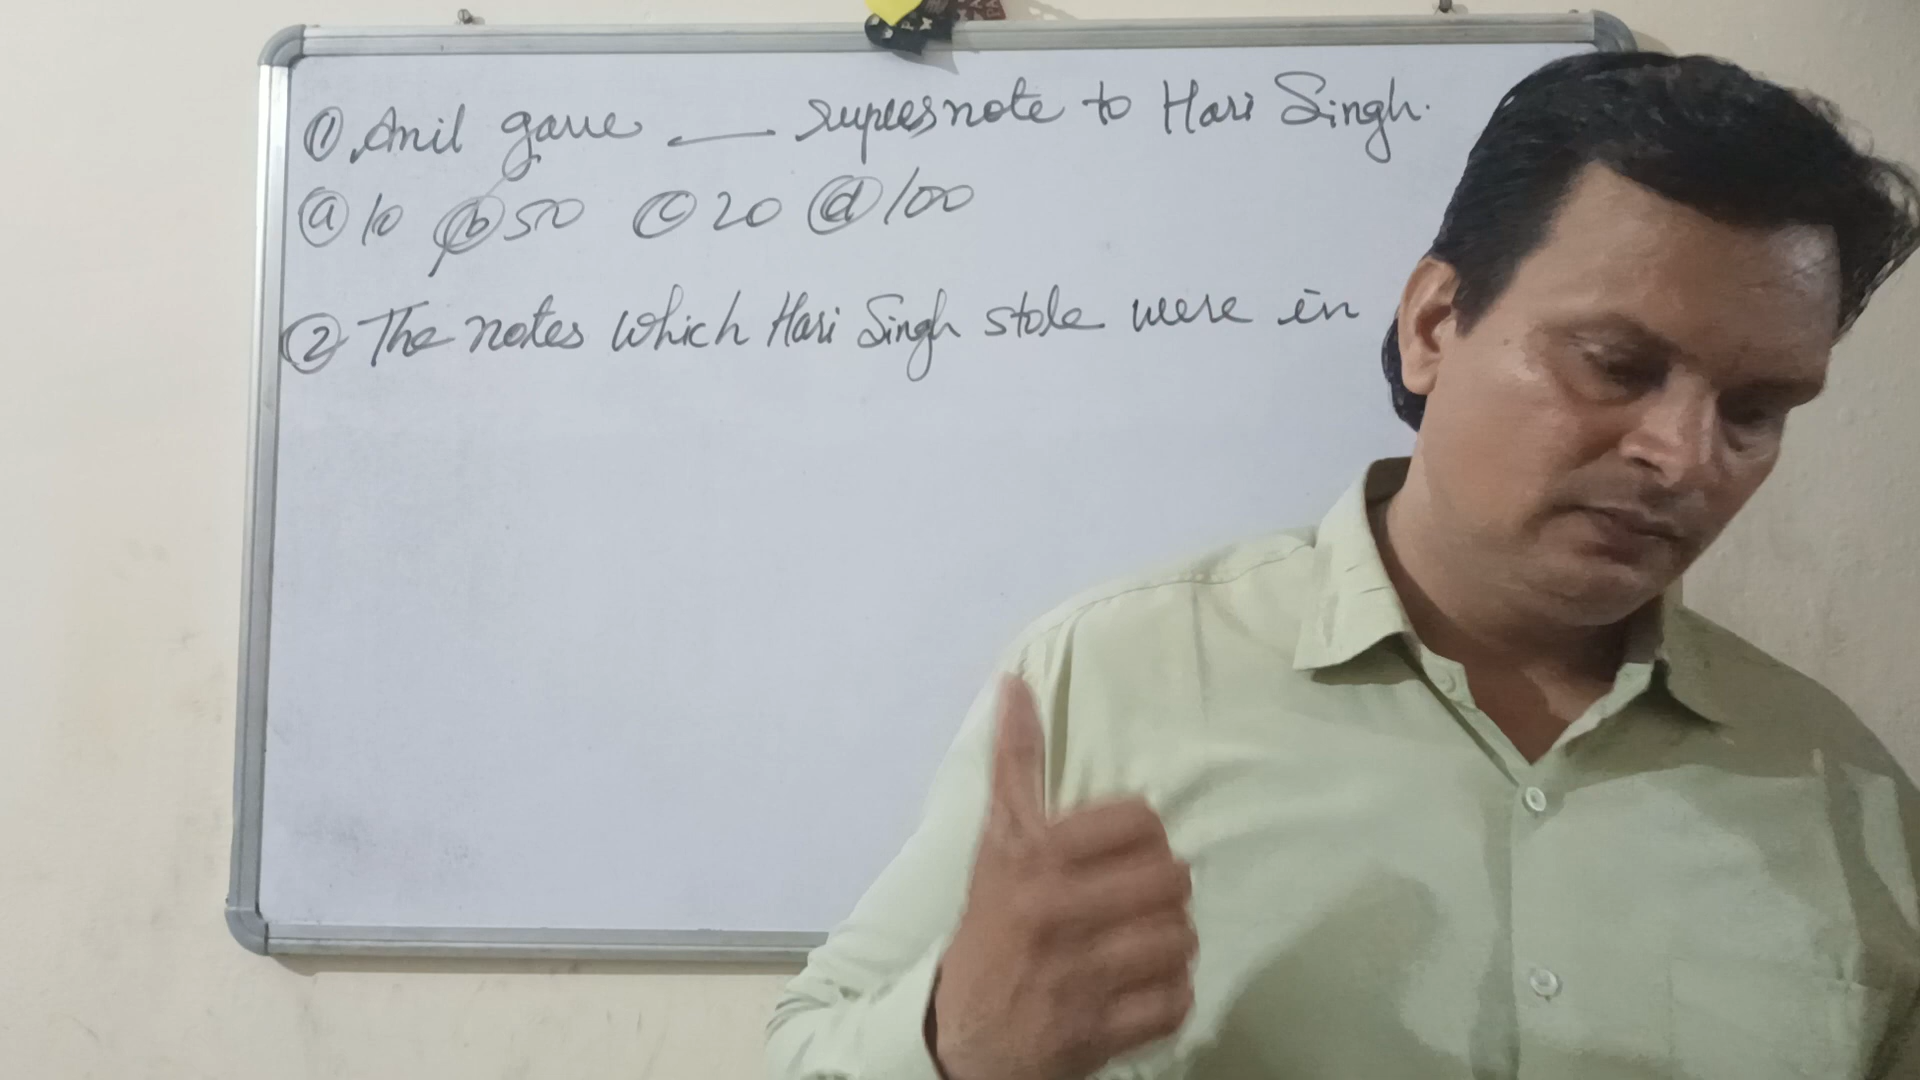 ① Anil gave ___ rupees note to Hari Singh.
ⓐ 10 ⓑ 50 ⓒ 20 ⓓ 100
② The notes which Hari Singh stole were in